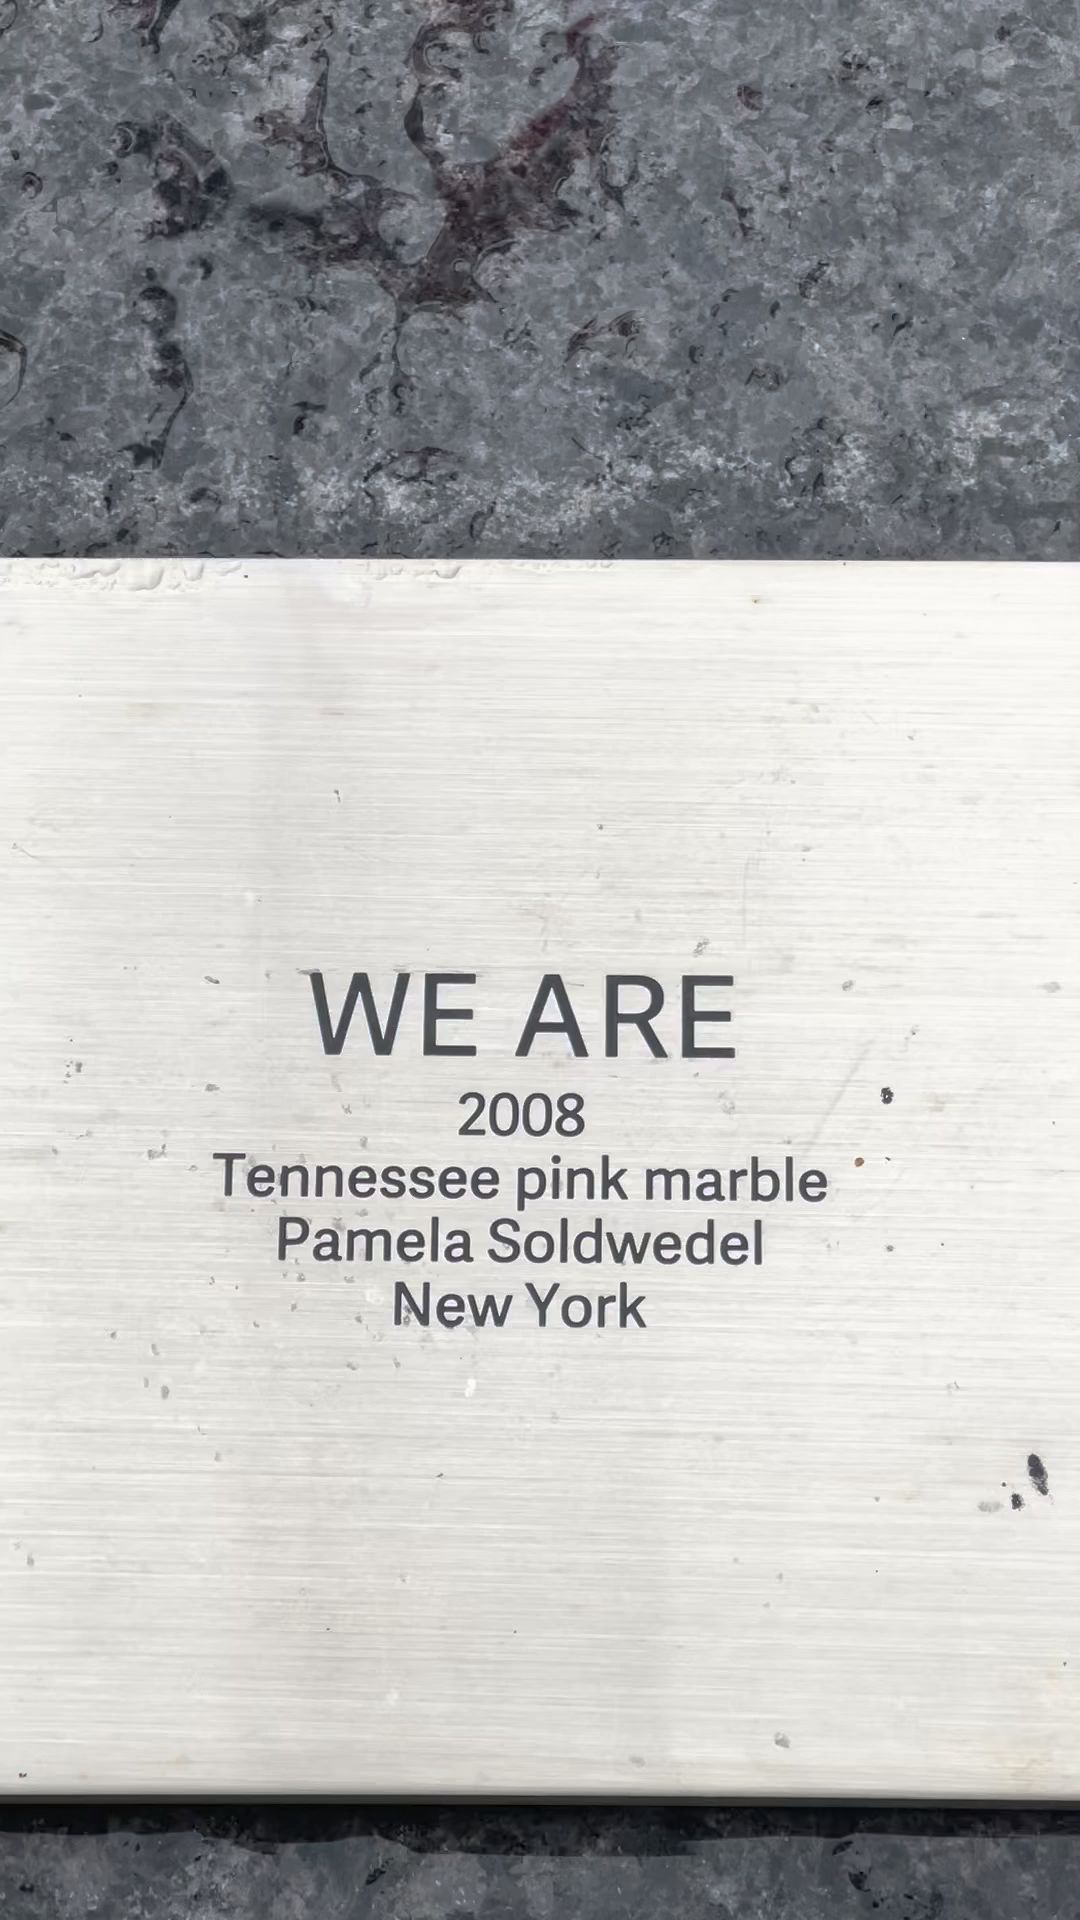 WE ARE
2008
Tennessee pink marble
Pamela Soldwedel
New York